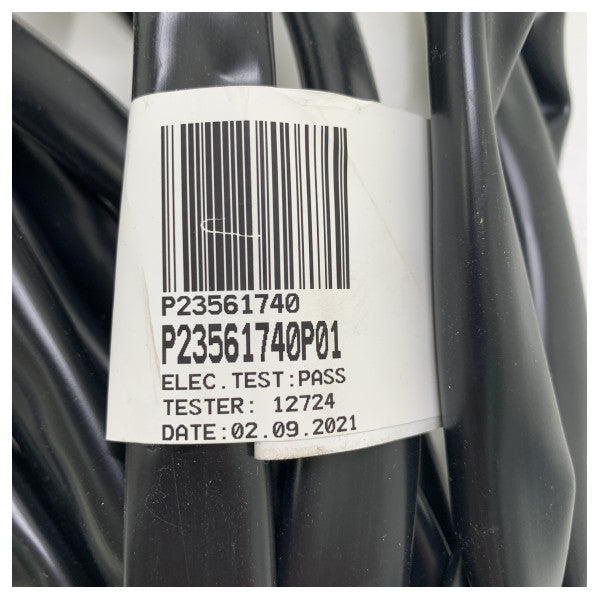 P23561740
P23561740P01
ELEC.TEST:PASS
TESTER: 12724
DATE:02.09.2021